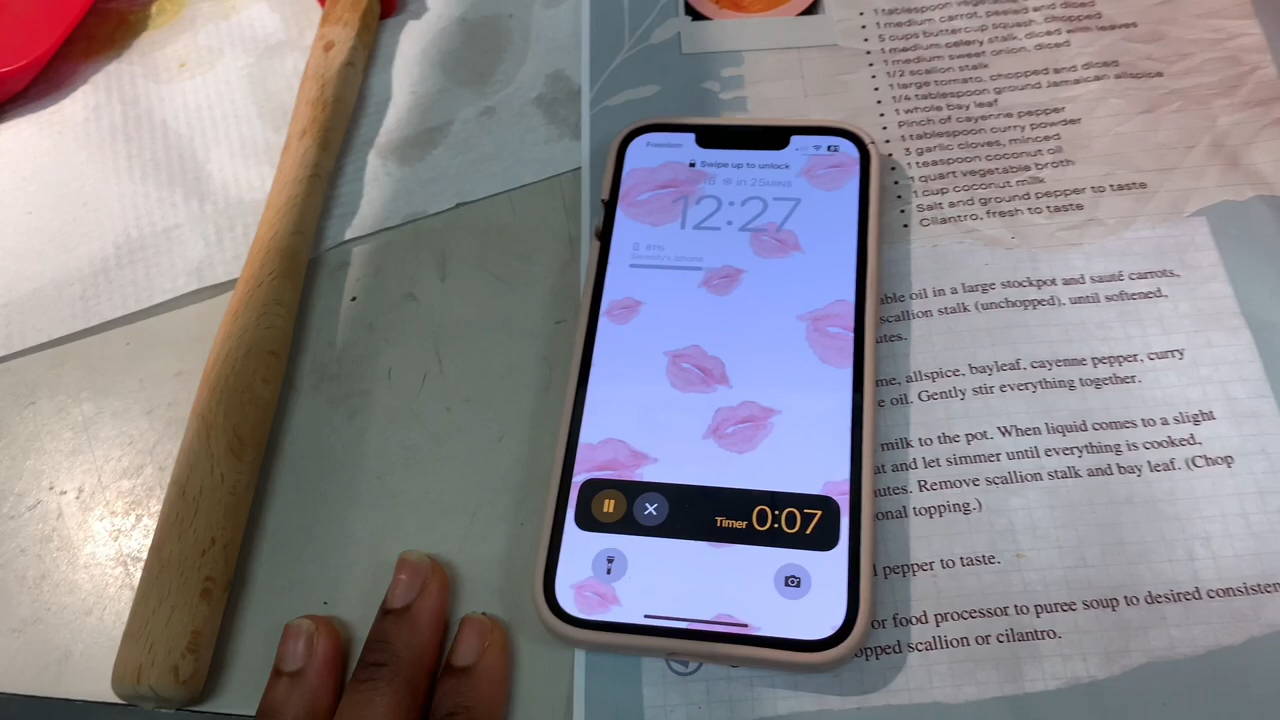 Freedom
Swipe up to unlock
in 25MINS
12:27
81%
iPhone
Timer 0:07
• 1 tablespoon vegetable
• 1 medium carrot, peeled and diced
• 5 cups buttercup squash, chopped
• 1 medium celery stalk, diced with leaves
• 1 medium sweet onion, diced
• 1/2 scallion stalk
• 1 large tomato, chopped and diced
• 1/4 tablespoon ground Jamaican allspice
• 1 whole bay leaf
• Pinch of cayenne pepper
• 1 tablespoon curry powder
• 3 garlic cloves, minced
• 1 teaspoon coconut oil
• 1 quart vegetable broth
• 1 cup coconut milk
• Salt and ground pepper to taste
• Cilantro, fresh to taste
able oil in a large stockpot and sauté carrots,
scallion stalk (unchopped), until softened,
utes.
me, allspice, bayleaf, cayenne pepper, curry
e oil. Gently stir everything together.
milk to the pot. When liquid comes to a slight
at and let simmer until everything is cooked,
utes. Remove scallion stalk and bay leaf. (Chop
onal topping.)
pepper to taste.
or food processor to puree soup to desired consisten
opped scallion or cilantro.